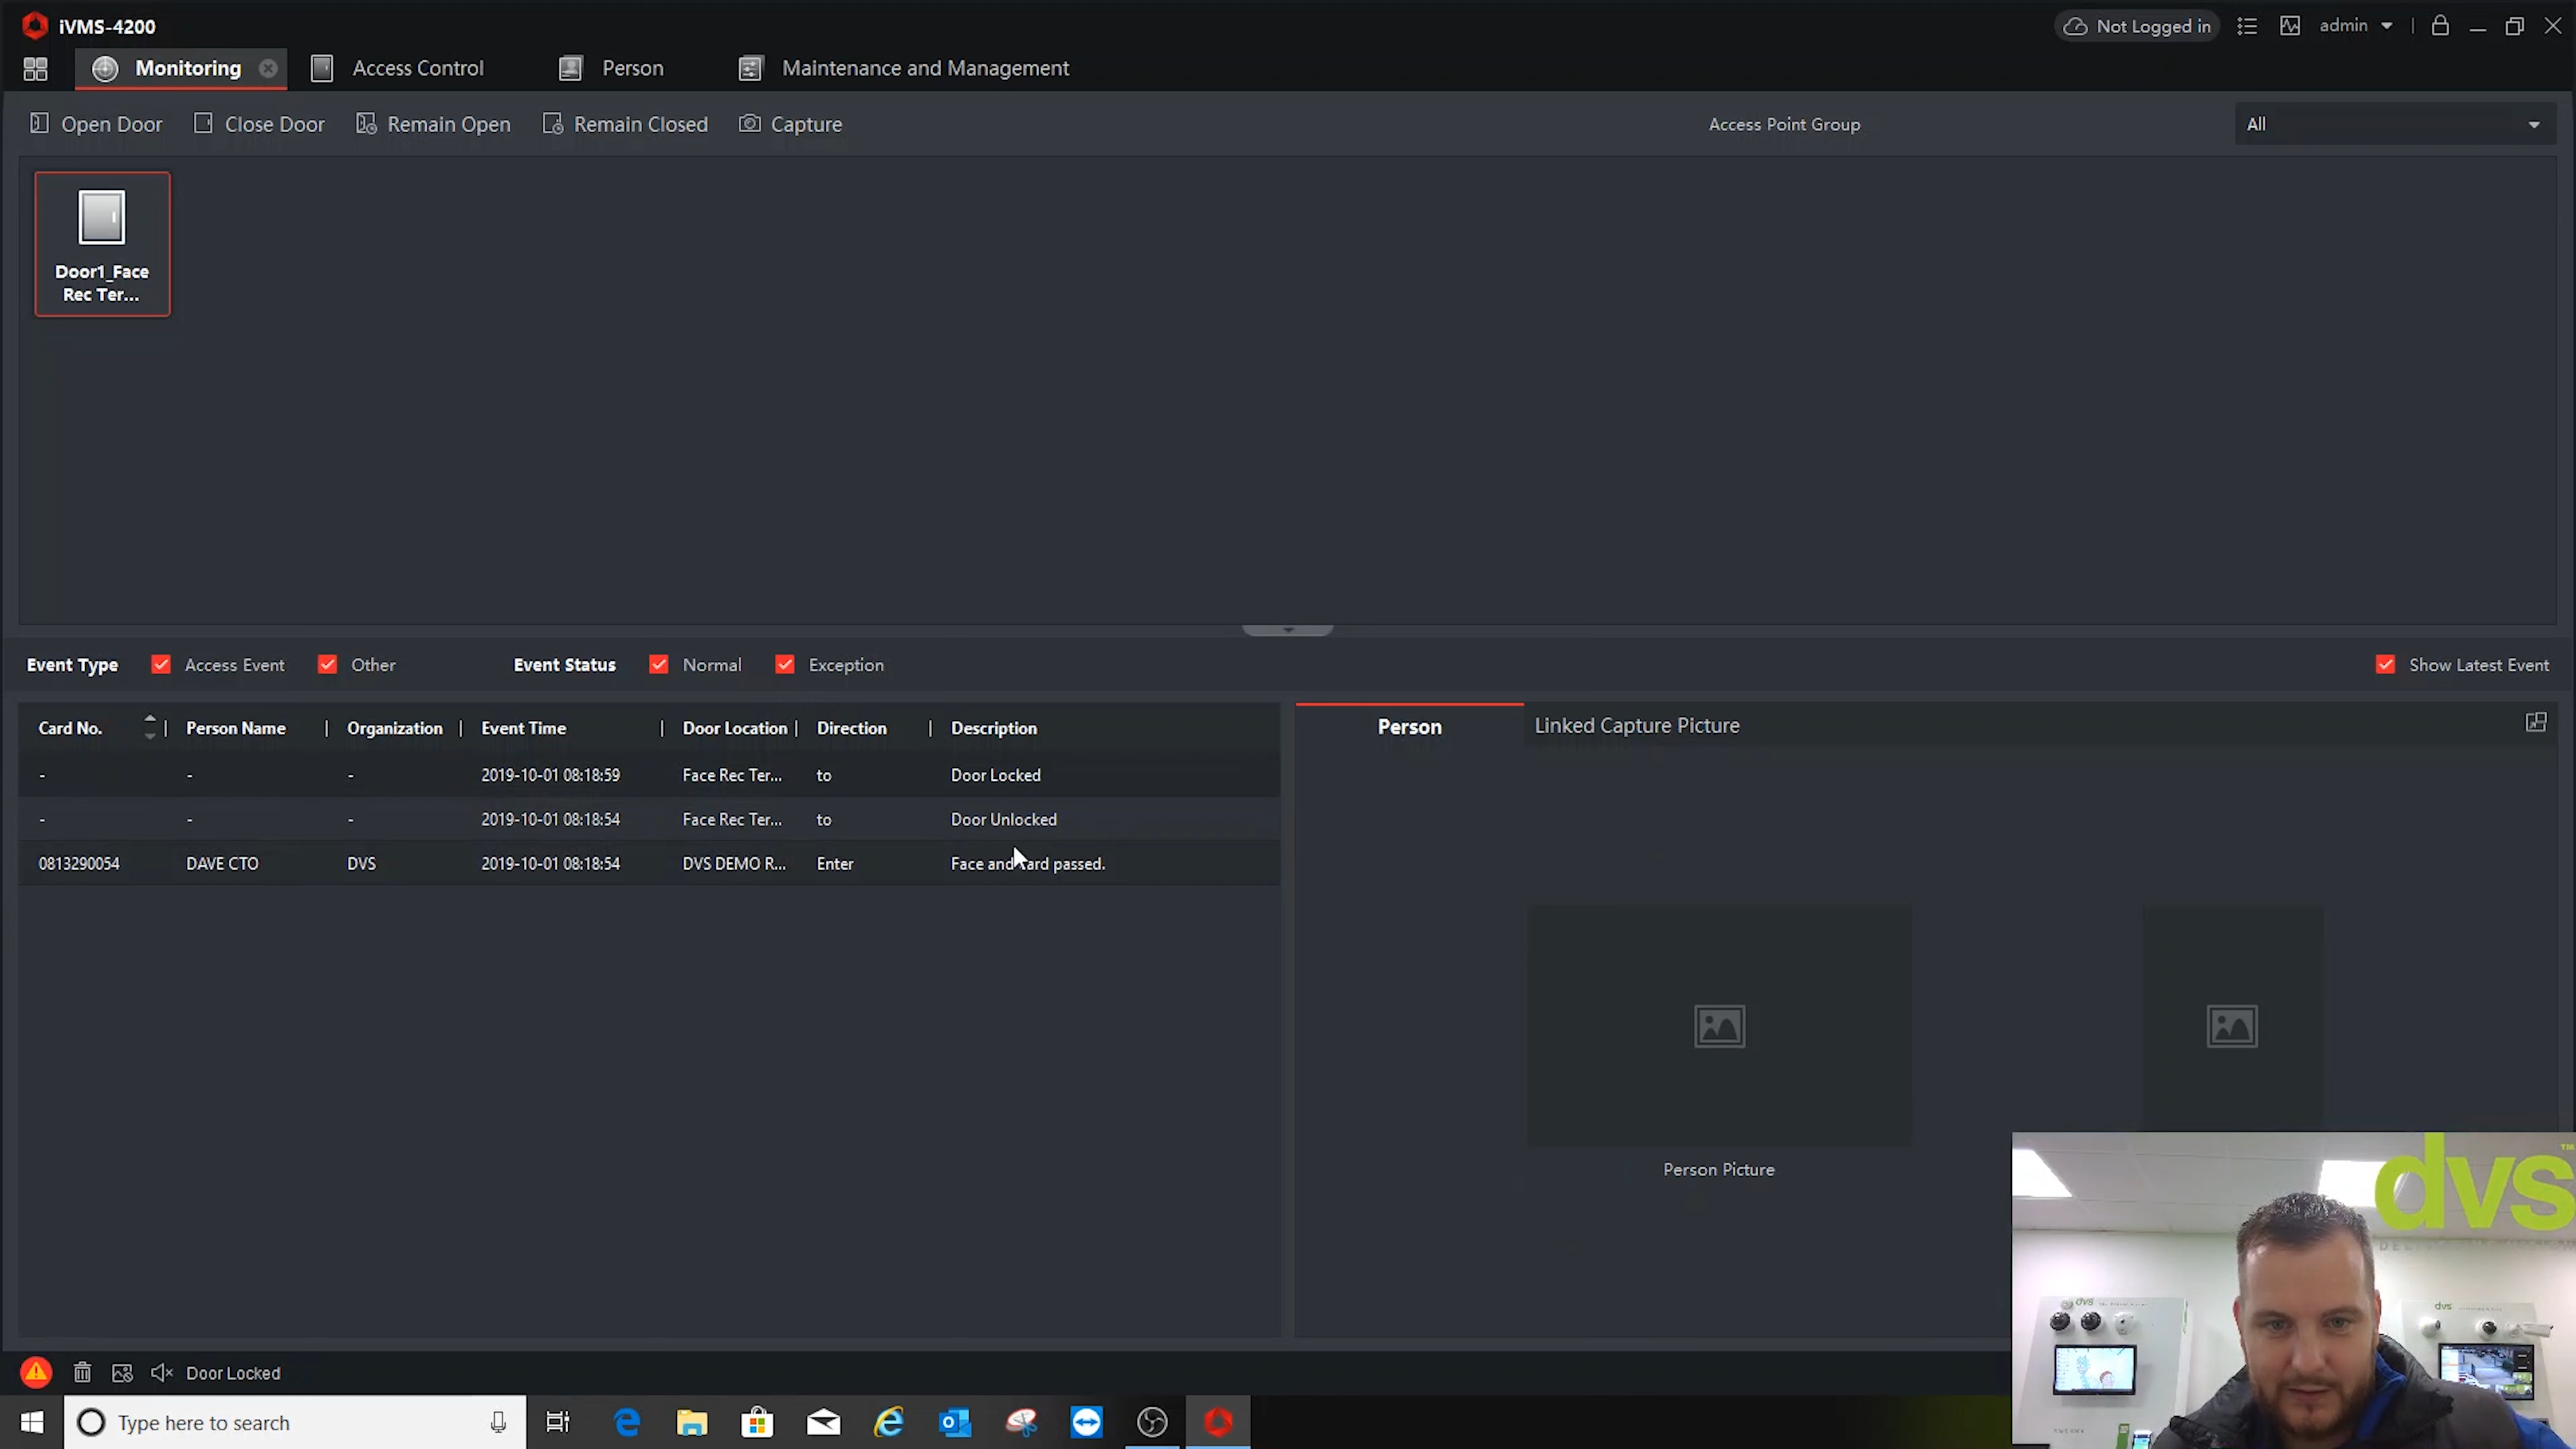 iVMS-4200
Not Logged in
admin
Monitoring
Access Control
Person
Maintenance and Management
Open Door
Close Door
Remain Open
Remain Closed
Capture
Access Point Group
All
Door1_Face
Rec Ter...
Event Type
Access Event
Other
Event Status
Normal
Exception
Show Latest Event
Card No. | Person Name | Organization | Event Time | Door Location | Direction | Description
- - - 2019-10-01 08:18:59 Face Rec Ter... to Door Locked
- - - 2019-10-01 08:18:54 Face Rec Ter... to Door Unlocked
0813290054 DAVE CTO DVS 2019-10-01 08:18:54 DVS DEMO R... Enter Face and card passed.
Person
Linked Capture Picture
Person Picture
dvs™
dvs
dvs
Door Locked
Type here to search